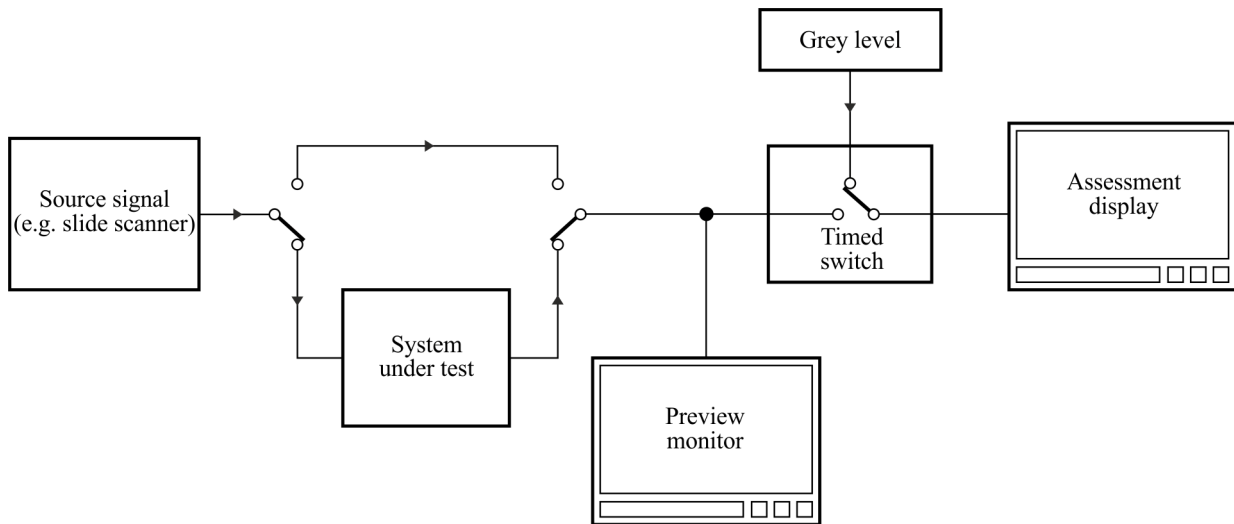 Grey level
Source signal
(e.g. slide scanner)
Assessment
display
Timed
switch
System
under test
Preview
monitor